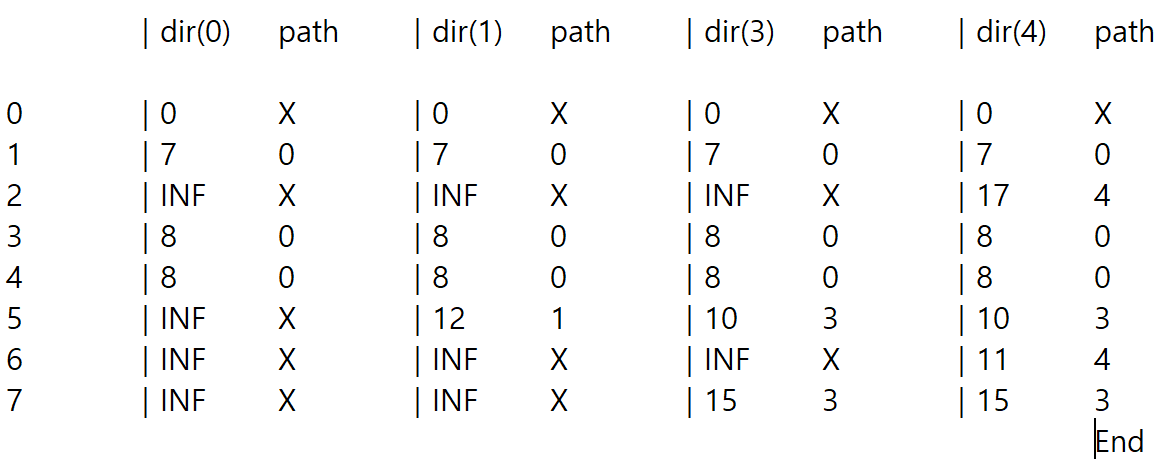 | dir(0) path | dir(1) path | dir(3) path | dir(4) path
0 | 0 X | 0 X | 0 X | 0 X
1 | 7 0 | 7 0 | 7 0 | 7 0
2 | INF X | INF X | INF X | 17 4
3 | 8 0 | 8 0 | 8 0 | 8 0
4 | 8 0 | 8 0 | 8 0 | 8 0
5 | INF X | 12 1 | 10 3 | 10 3
6 | INF X | INF X | INF X | 11 4
7 | INF X | INF X | 15 3 | 15 3
End